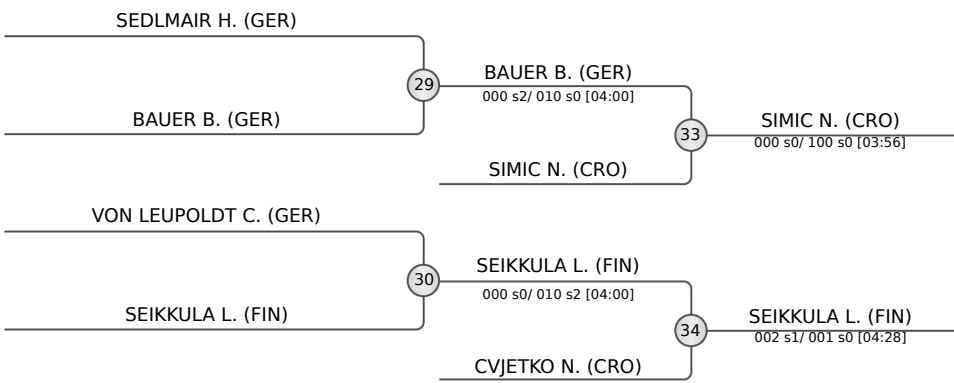 SEDLMAIR H. (GER)
29
BAUER B. (GER)
BAUER B. (GER)
000 s2/ 010 s0 [04:00]
33
SIMIC N. (CRO)
SIMIC N. (CRO)
000 s0/ 100 s0 [03:56]
VON LEUPOLDT C. (GER)
30
SEIKKULA L. (FIN)
SEIKKULA L. (FIN)
000 s0/ 010 s2 [04:00]
34
CVJETKO N. (CRO)
SEIKKULA L. (FIN)
002 s1/ 001 s0 [04:28]